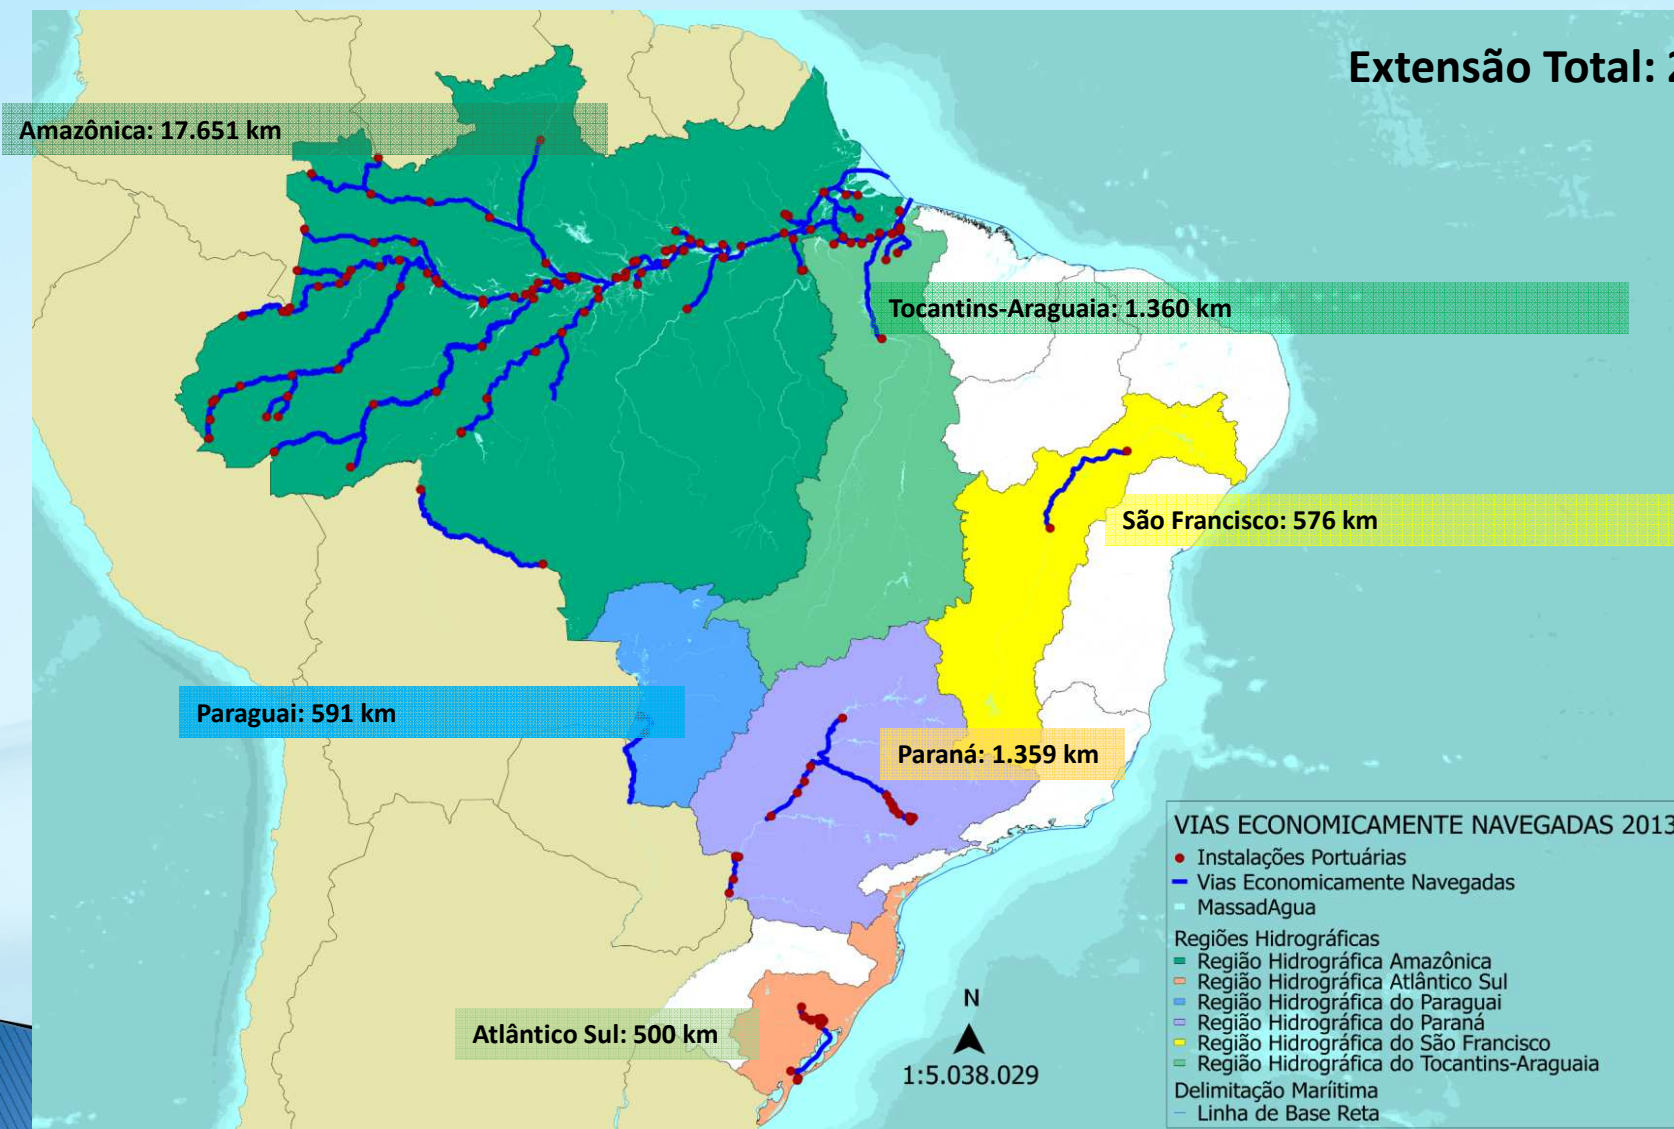 Extensão Total: 2
Amazônica: 17.651 km
Tocantins-Araguaia: 1.360 km
São Francisco: 576 km
Paraguai: 591 km
Paraná: 1.359 km
Atlântico Sul: 500 km
N
1:5.038.029
VIAS ECONOMICAMENTE NAVEGADAS 2013
Instalações Portuárias
Vias Economicamente Navegadas
MassadAgua
Regiões Hidrográficas
Região Hidrográfica Amazônica
Região Hidrográfica Atlântico Sul
Região Hidrográfica do Paraguai
Região Hidrográfica do Paraná
Região Hidrográfica do São Francisco
Região Hidrográfica do Tocantins-Araguaia
Delimitação Maríitima
Linha de Base Reta